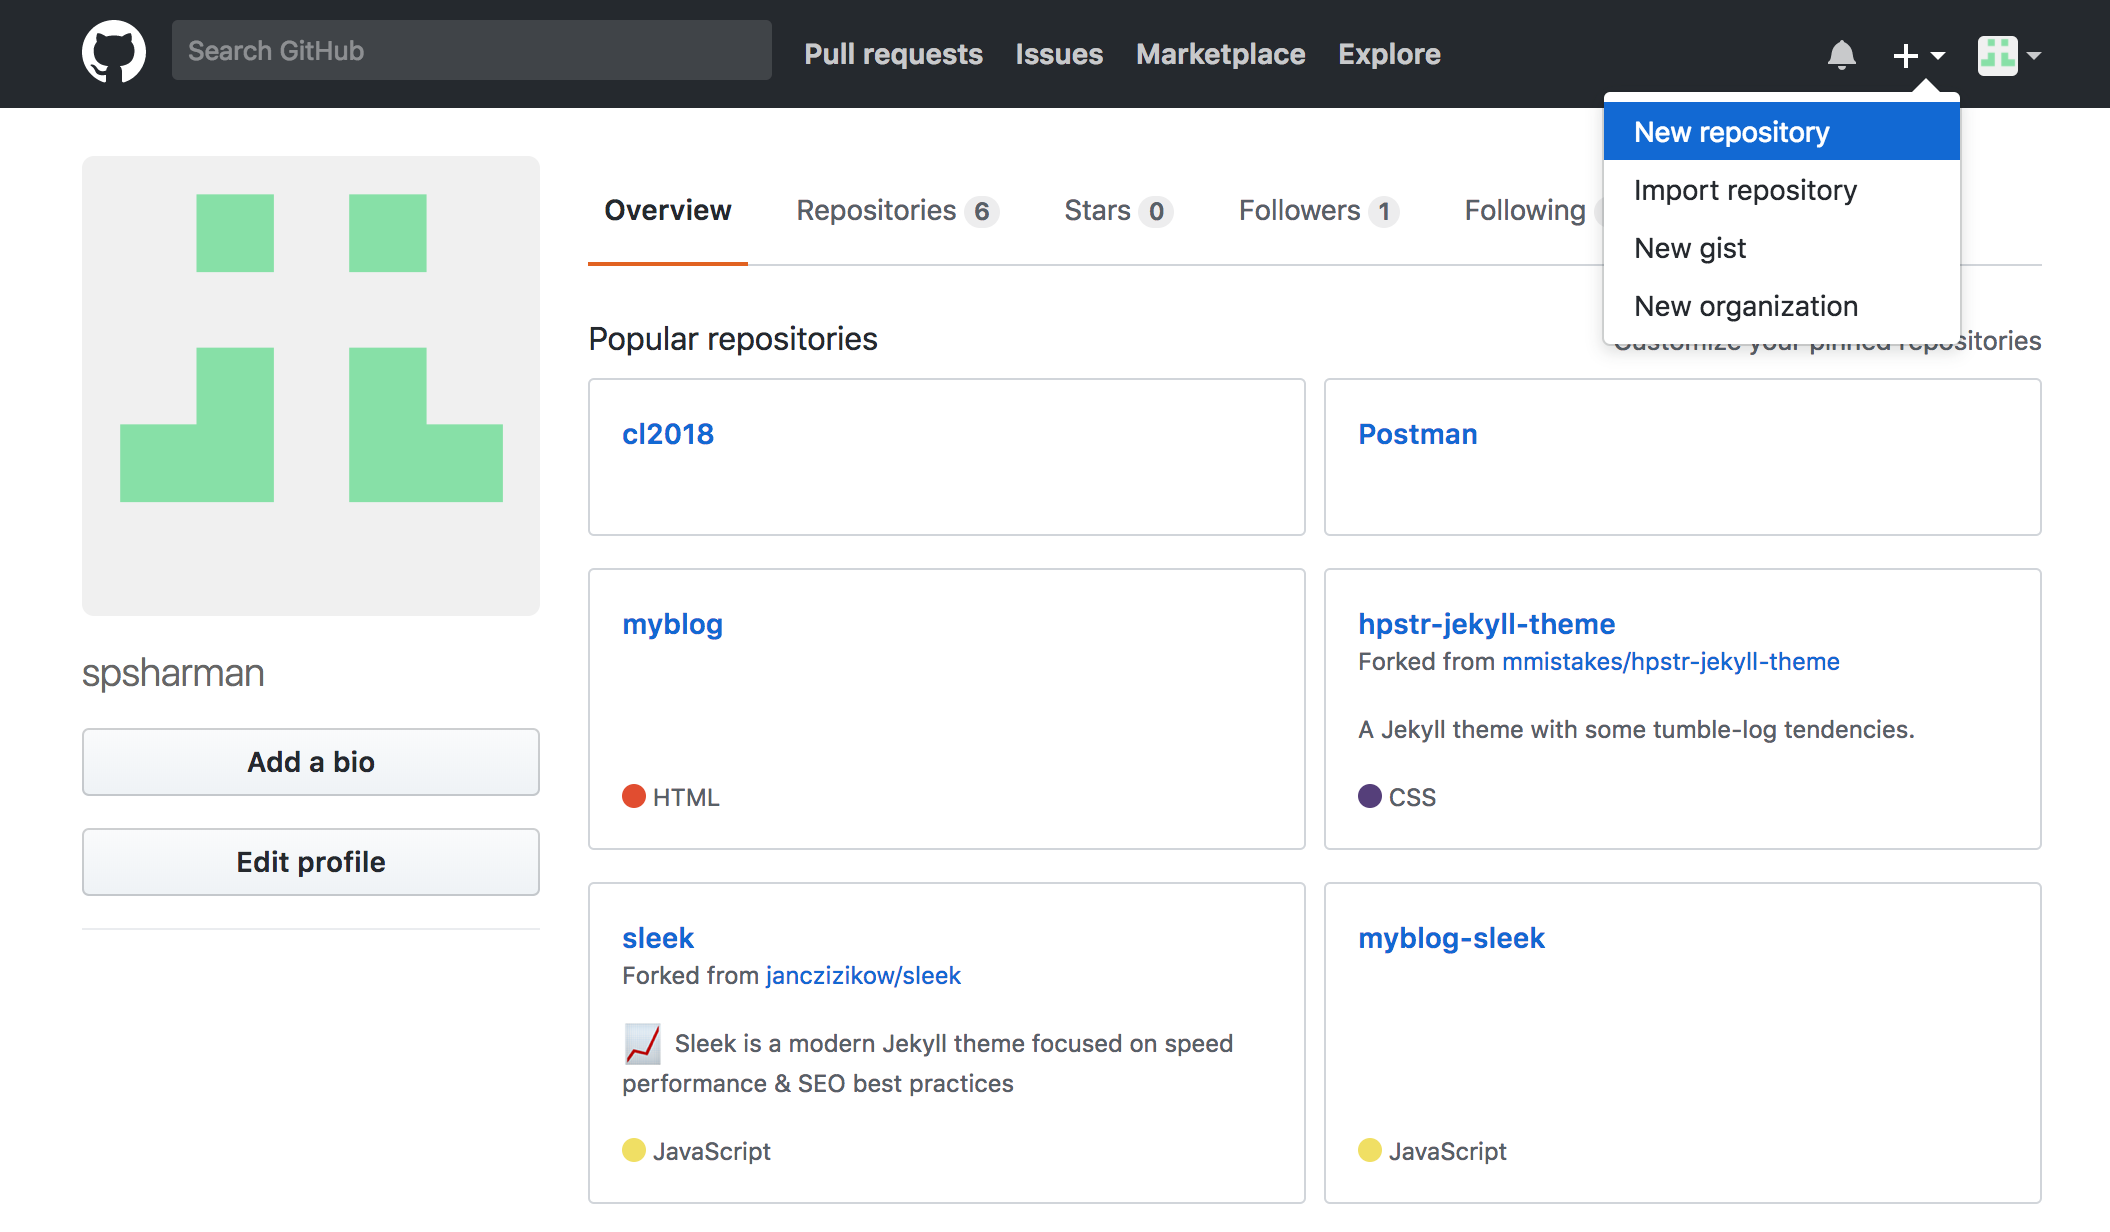 Search GitHub
Pull requests Issues Marketplace Explore
New repository
Import repository
New gist
New organization
Overview Repositories 6 Stars 0 Followers 1 Following
Popular repositories
Customize your pinned repositories
cl2018
Postman
myblog
HTML
hpstr-jekyll-theme
Forked from mmistakes/hpstr-jekyll-theme
A Jekyll theme with some tumble-log tendencies.
CSS
spsharman
Add a bio
Edit profile
sleek
Forked from janczizikow/sleek
Sleek is a modern Jekyll theme focused on speed
performance & SEO best practices
JavaScript
myblog-sleek
JavaScript